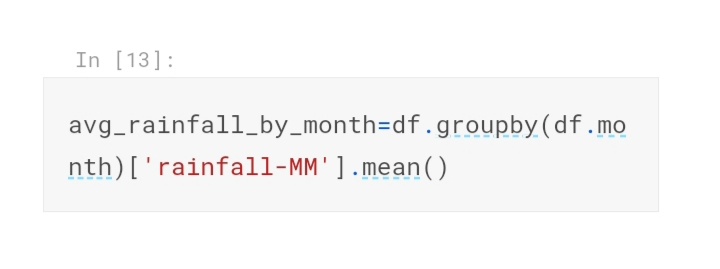 In [13]:
avg_rainfall_by_month=df.groupby(df.mo
nth)['rainfall-MM'].mean()